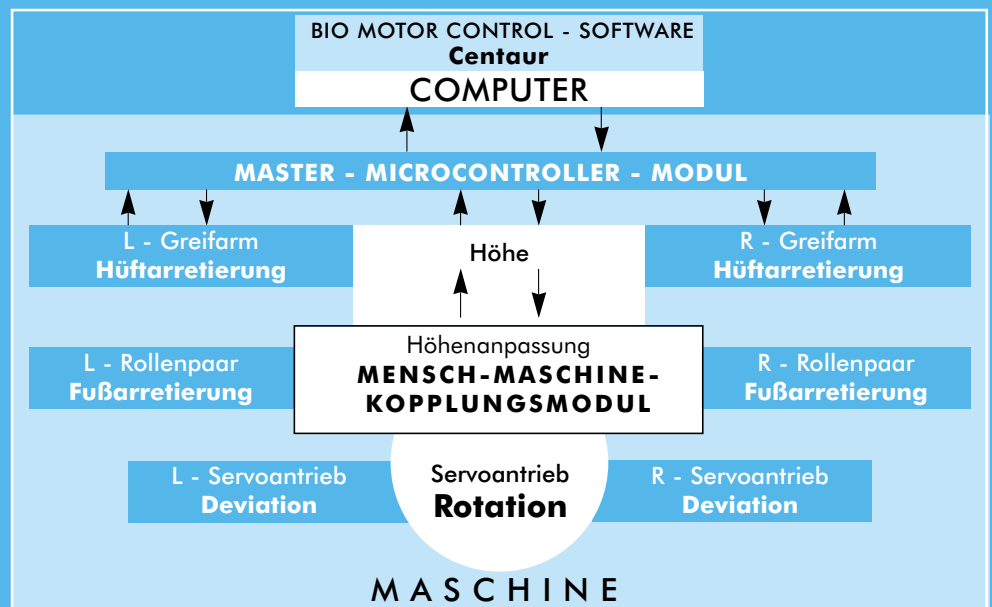 BIO MOTOR CONTROL - SOFTWARE
Centaur
COMPUTER
MASTER - MICROCONTROLLER - MODUL
L - Greifarm
Hüftarretierung
Höhe
R - Greifarm
Hüftarretierung
L - Rollenpaar
Fußarretierung
Höhenanpassung
MENSCH-MASCHINE-
KOPPLUNGSMODUL
R - Rollenpaar
Fußarretierung
L - Servoantrieb
Deviation
Servoantrieb
Rotation
R - Servoantrieb
Deviation
MASCHINE